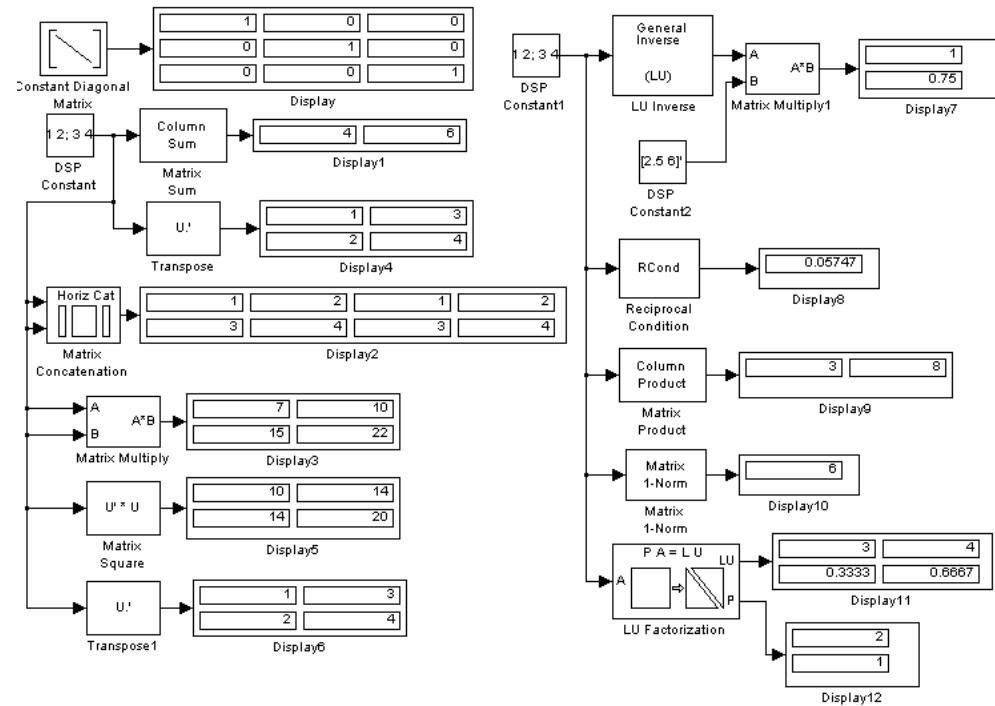 1 0 0
0 1 0
0 0 1
Constant Diagonal
Matrix
Display
1 2; 3 4
DSP
Constant
Column
Sum
Matrix
Sum
4 6
Display1
U.'
Transpose
1 3
2 4
Display4
Horiz Cat
Matrix
Concatenation
1 2 1 2
3 4 3 4
Display2
A
B
A*B
Matrix Multiply
7 10
15 22
Display3
U' * U
Matrix
Square
10 14
14 20
Display5
U.'
Transpose1
1 3
2 4
Display6
1 2; 3 4
DSP
Constant1
General
Inverse
(LU)
LU Inverse
A
B
A*B
Matrix Multiply1
1
0.75
Display7
[2.5 6]'
DSP
Constant2
RCond
Reciprocal
Condition
0.05747
Display8
Column
Product
Matrix
Product
3 8
Display9
Matrix
1-Norm
Matrix
1-Norm
6
Display10
P A = L U
A
LU
P
LU Factorization
3 4
0.3333 0.6667
Display11
2
1
Display12